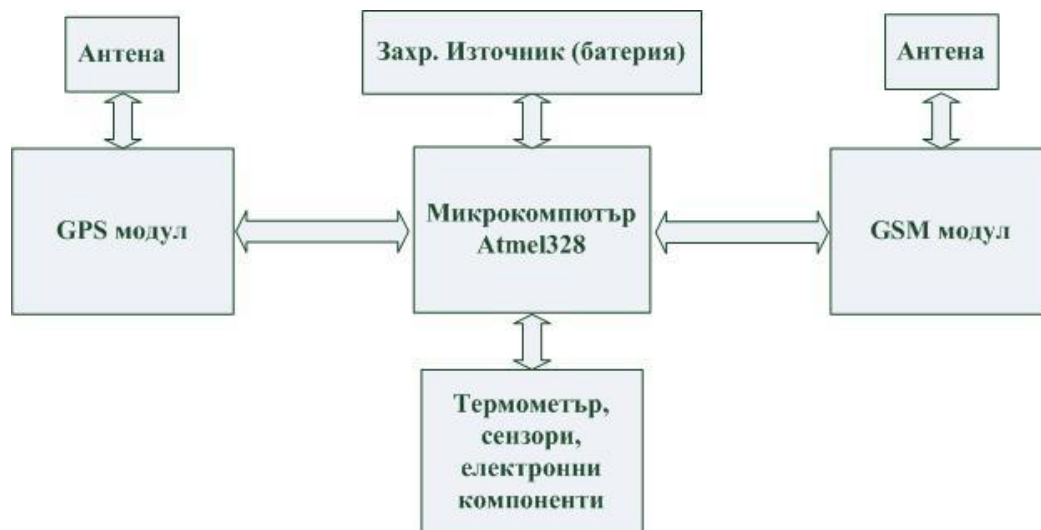 Антена
Захр. Източник (батерия)
Антена
GPS модул
Микрокомпютър
Atmel328
GSM модул
Термометър,
сензори,
електронни
компоненти